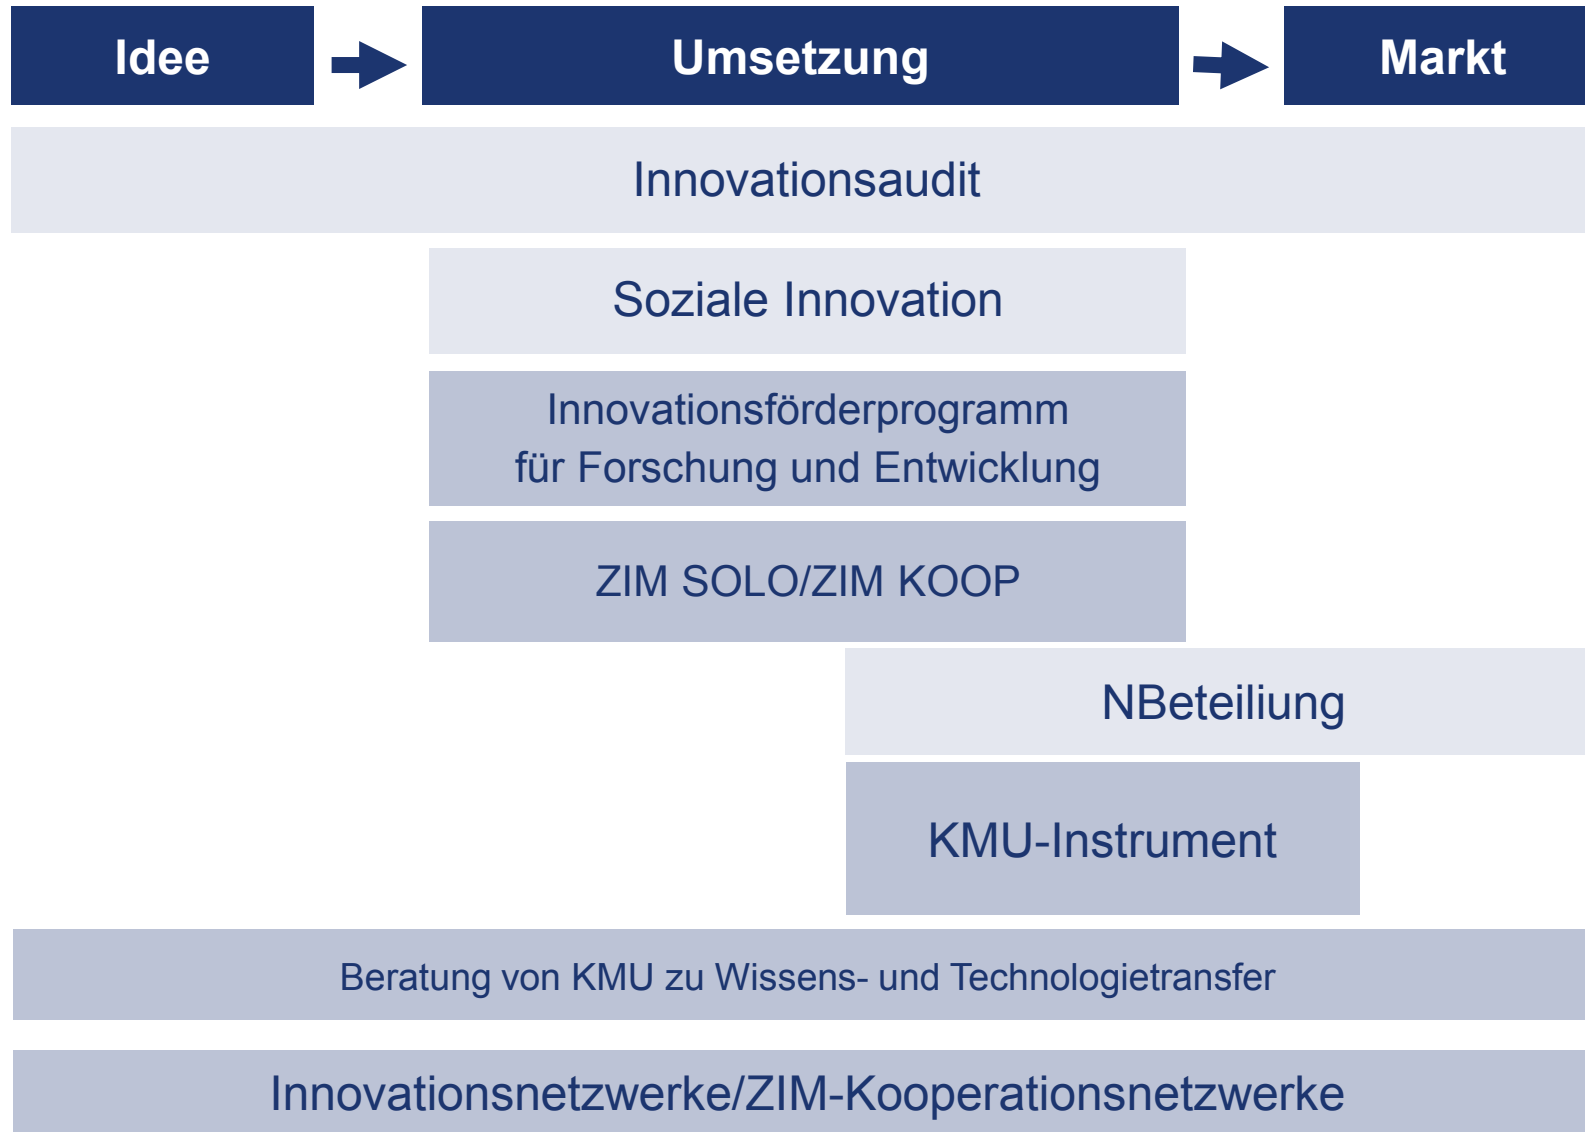 Idee
Umsetzung
Markt
Innovationsaudit
Soziale Innovation
Innovationsförderprogramm
für Forschung und Entwicklung
ZIM SOLO/ZIM KOOP
NBeteiliung
KMU-Instrument
Beratung von KMU zu Wissens- und Technologietransfer
Innovationsnetzwerke/ZIM-Kooperationsnetzwerke